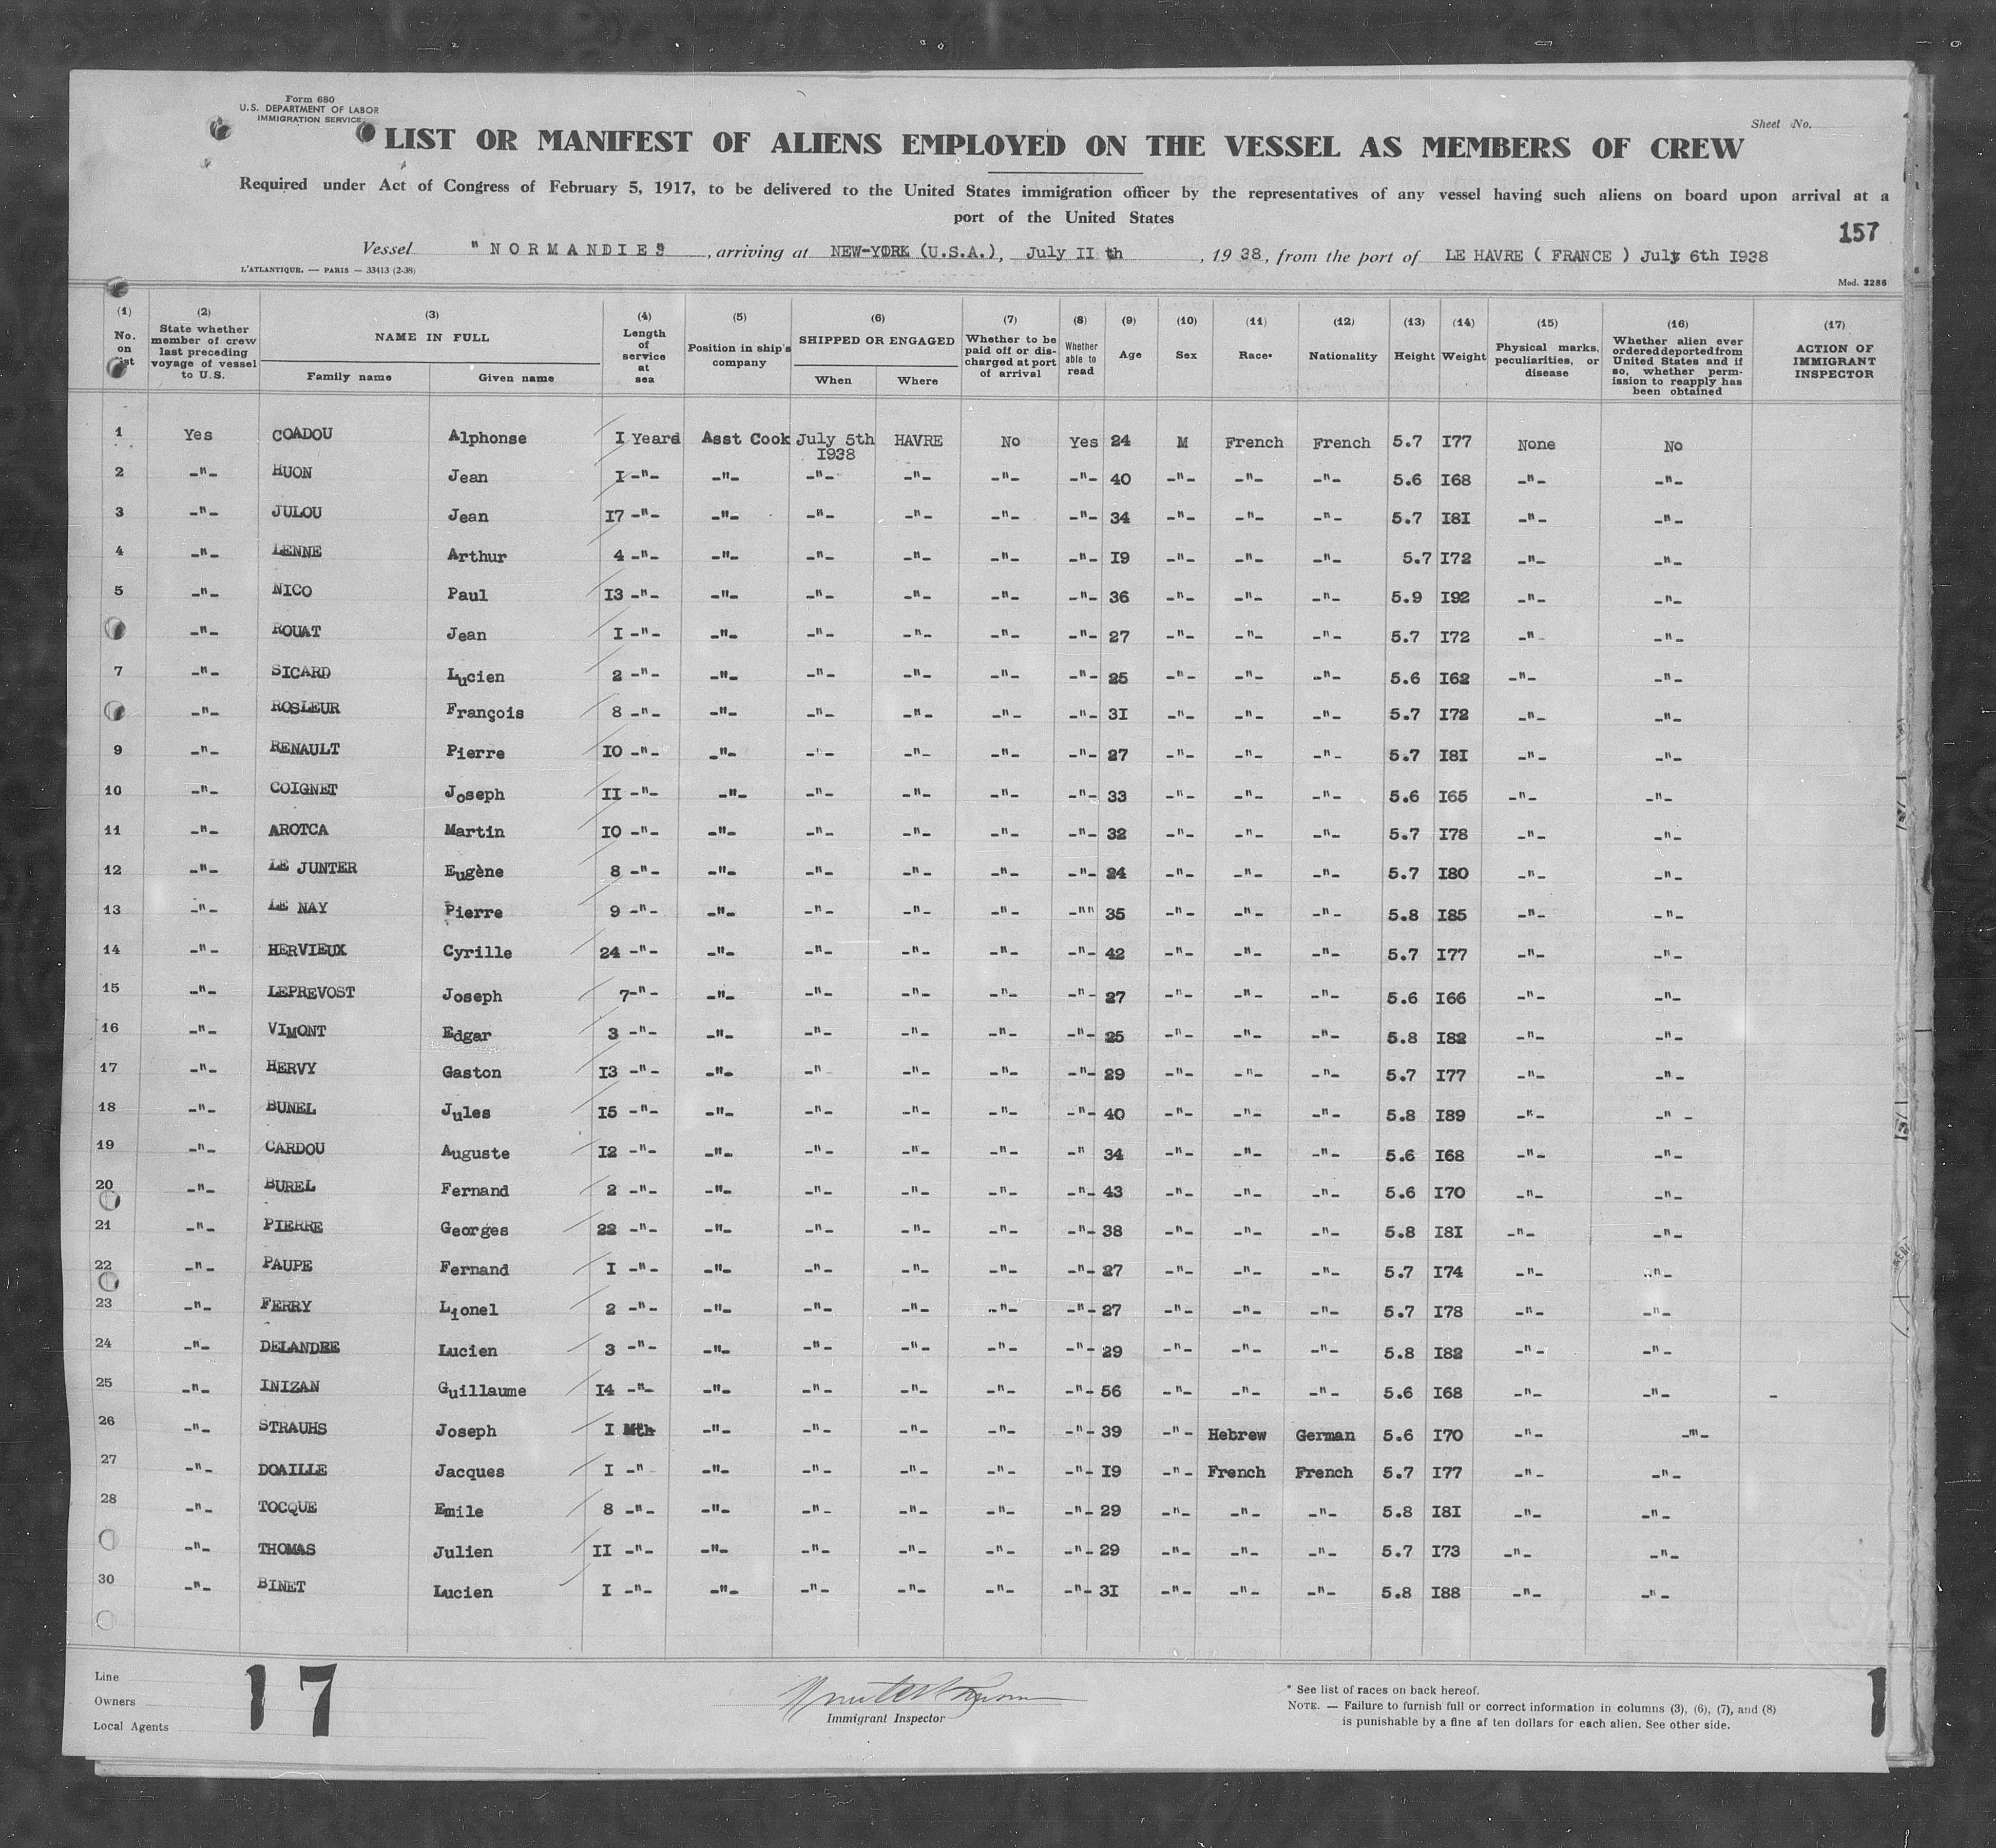 Form 680
U.S. DEPARTMENT OF LABOR
IMMIGRATION SERVICE
Sheet No.
LIST OR MANIFEST OF ALIENS EMPLOYED ON THE VESSEL AS MEMBERS OF CREW
Required under Act of Congress of February 5, 1917, to be delivered to the United States immigration officer by the representatives of any vessel having such aliens on board upon arrival at a
port of the United States
157
Vessel "NORMANDIE", arriving at NEW-YORK (U.S.A.), July II th, 1938, from the port of LE HAVRE ( FRANCE ) July 6th I938
L'ATLANTIQUE. — PARIS — 33413 (2-38)
Mod. 2286
(1) No. on list (2) State whether member of crew last preceding voyage of vessel to U.S. (3) NAME IN FULL Family name Given name (4) Length of service at sea (5) Position in ship's company (6) SHIPPED OR ENGAGED When Where (7) Whether to be paid off or discharged at port of arrival (8) Whether able to read (9) Age (10) Sex (11) Race* (12) Nationality (13) Height (14) Weight (15) Physical marks, peculiarities, or disease (16) Whether alien ever ordered deported from United States and if so, whether permission to reapply has been obtained (17) ACTION OF IMMIGRANT INSPECTOR
1 Yes COADOU Alphonse I Years Asst Cook July 5th I938 HAVRE No Yes 24 M French French 5.7 I77 None No
2 -"- HUON Jean I -"- -"- -"- -"- -"- -"- 40 -"- -"- -"- 5.6 I68 -"- -"-
3 -"- JULOU Jean I7 -"- -"- -"- -"- -"- -"- 34 -"- -"- -"- 5.7 I8I -"- -"-
4 -"- LENNE Arthur 4 -"- -"- -"- -"- -"- -"- I9 -"- -"- -"- 5.7 I72 -"- -"-
5 -"- NICO Paul I3 -"- -"- -"- -"- -"- -"- 36 -"- -"- -"- 5.9 I92 -"- -"-
-"- ROUAT Jean I -"- -"- -"- -"- -"- -"- 27 -"- -"- -"- 5.7 I72 -"- -"-
7 -"- SICARD Lucien 2 -"- -"- -"- -"- -"- -"- 25 -"- -"- -"- 5.6 I62 -"- -"-
-"- ROSLEUR François 8 -"- -"- -"- -"- -"- -"- 3I -"- -"- -"- 5.7 I72 -"- -"-
9 -"- RENAULT Pierre IO -"- -"- -"- -"- -"- -"- 27 -"- -"- -"- 5.7 I8I -"- -"-
10 -"- COIGNET Joseph II -"- -"- -"- -"- -"- -"- 33 -"- -"- -"- 5.6 I65 -"- -"-
11 -"- AROTCA Martin IO -"- -"- -"- -"- -"- -"- 32 -"- -"- -"- 5.7 I78 -"- -"-
12 -"- LE JUNTER Eugène 8 -"- -"- -"- -"- -"- -"- 24 -"- -"- -"- 5.7 I80 -"- -"-
13 -"- LE NAY Pierre 9 -"- -"- -"- -"- -"- -"" 35 -"- -"- -"- 5.8 I85 -"- -"-
14 -"- HERVIEUX Cyrille 24 -"- -"- -"- -"- -"- -"- 42 -"- -"- -"- 5.7 I77 -"- -"-
15 -"- LEPREVOST Joseph 7-"- -"- -"- -"- -"- -"- 27 -"- -"- -"- 5.6 I66 -"- -"-
16 -"- VIMONT Edgar 3 -"- -"- -"- -"- -"- -"- 25 -"- -"- -"- 5.8 I82 -"- -"-
17 -"- HERVY Gaston I3 -"- -"- -"- -"- -"- -"- 29 -"- -"- -"- 5.7 I77 -"- -"-
18 -"- BUNEL Jules I5 -"- -"- -"- -"- -"- -"- 40 -"- -"- -"- 5.8 I89 -"- -"-
19 -"- CARDOU Auguste I2 -"- -"- -"- -"- -"- -" 34 -"- -"- -"- 5.6 I68 -"- -"-
20 -"- BUREL Fernand 2 -"- -"- -"- -"- -"- -"- 43 -"- -"- -"- 5.6 I70 -"- -"-
21 -"- PIERRE Georges 22 -"- -"- -"- -"- -"- -"- 38 -"- -"- -"- 5.8 I8I -"- -"-
22 -"- PAUPE Fernand I -"- -"- -"- -"- -"- -"- 27 -"- -"- -"- 5.7 I74 -"- -"-
23 -"- FERRY Lionel 2 -"- -"- -"- -"- -"- -"- 27 -"- -"- -"- 5.7 I78 -"- -"-
24 -"- DELANDRE Lucien 3 -"- -"- -"- -"- -"- -"- 29 -"- -"- -"- 5.8 I82 -"- -"-
25 -"- INIZAN Guillaume I4 -"- -"- -"- -"- -"- -"- 56 -"- -"- -"- 5.6 I68 -"- -"-
26 -"- STRAUHS Joseph I Mth -"- -"- -"- -"- -"- 39 -"- Hebrew German 5.6 I70 -"- -"-
27 -"- DOAILLE Jacques I -" -"- -"- -"- -"- -"- I9 -"- French French 5.7 I77 -"- -"-
28 -"- TOCQUE Emile 8 -"- -"- -"- -"- -"- -"- 29 -"- -"- -"- 5.8 I8I -"- -"-
-"- THOMAS Julien II -"- -"- -"- -"- -"- -"- 29 -"- -"- -"- 5.7 I73 -"- -"-
30 -"- BINET Lucien I -"- -"- -"- -"- -"- -"- 3I -"- -"- -"- 5.8 I88 -"- -"-
Line
Owners
Local Agents
17
Immigrant Inspector
* See list of races on back hereof.
NOTE. — Failure to furnish full or correct information in columns (3), (6), (7), and (8)
is punishable by a fine af ten dollars for each alien. See other side.
1